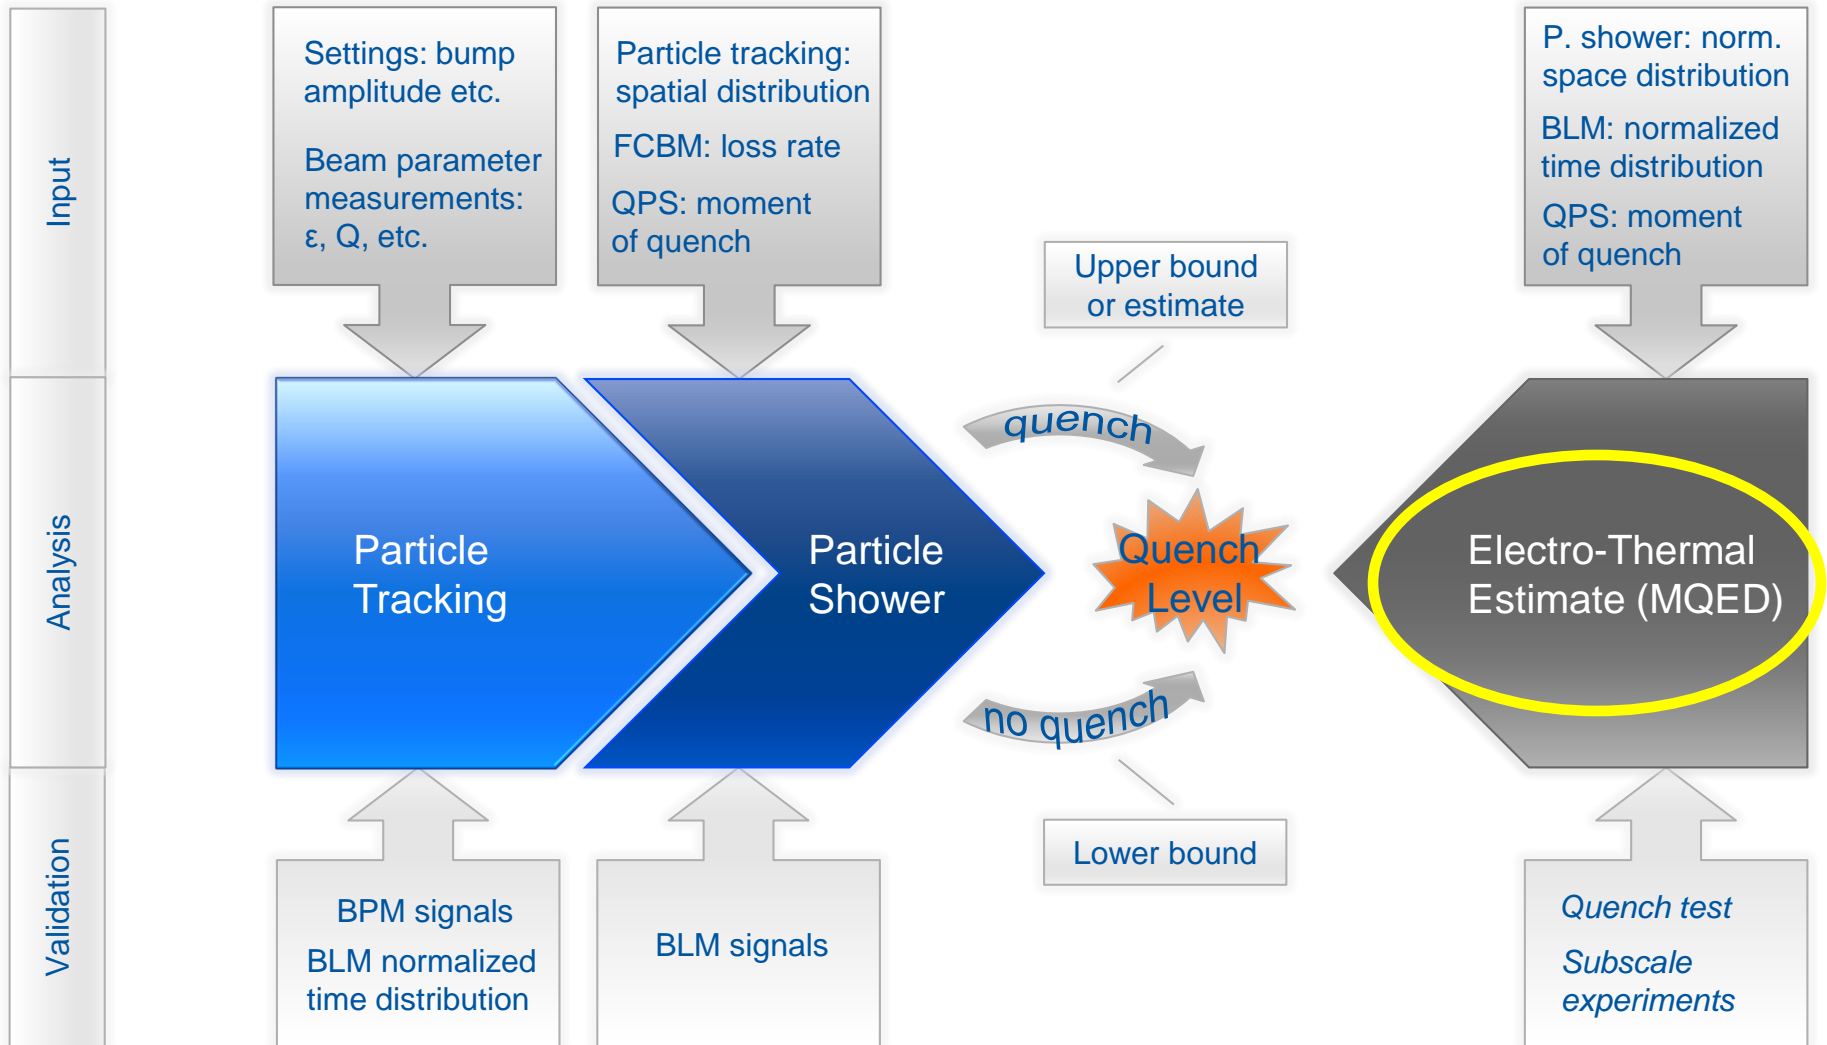 Input
Settings: bump
amplitude etc.
Beam parameter
measurements:
ε, Q, etc.
Particle tracking:
spatial distribution
FCBM: loss rate
QPS: moment
of quench
P. shower: norm.
space distribution
BLM: normalized
time distribution
QPS: moment
of quench
Upper bound
or estimate
Analysis
Particle
Tracking
Particle
Shower
quench
Quench
Level
no quench
Electro-Thermal
Estimate (MQED)
Lower bound
Validation
BPM signals
BLM normalized
time distribution
BLM signals
Quench test
Subscale
experiments